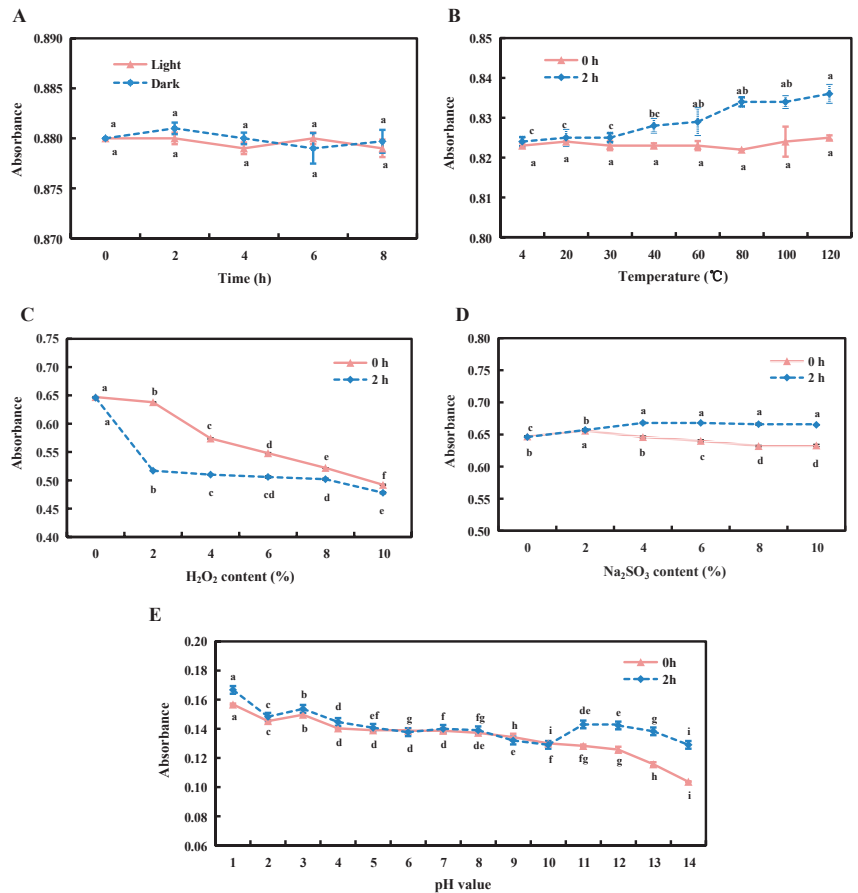 A
0.890
0.885
0.880
0.875
0.870
Absorbance
Light
Dark
a a a a a
a a a a a
0 2 4 6 8
Time (h)
B
0.85
0.84
0.83
0.82
0.81
0.80
Absorbance
0 h
2 h
c c c bc ab ab ab a
a a a a a a a a
4 20 30 40 60 80 100 120
Temperature (℃)
C
0.75
0.70
0.65
0.60
0.55
0.50
0.45
0.40
Absorbance
0 h
2 h
a b c d e f
a b c cd d e
0 2 4 6 8 10
H₂O₂ content (%)
D
0.80
0.75
0.70
0.65
0.60
0.55
0.50
Absorbance
0 h
2 h
c b a a a a
b a b c d d
0 2 4 6 8 10
Na₂SO₃ content (%)
E
0.20
0.18
0.16
0.14
0.12
0.10
0.08
0.06
Absorbance
0h
2h
a c b d ef g f fg h i de e g i
a c b d d d d de e f fg g h i
1 2 3 4 5 6 7 8 9 10 11 12 13 14
pH value